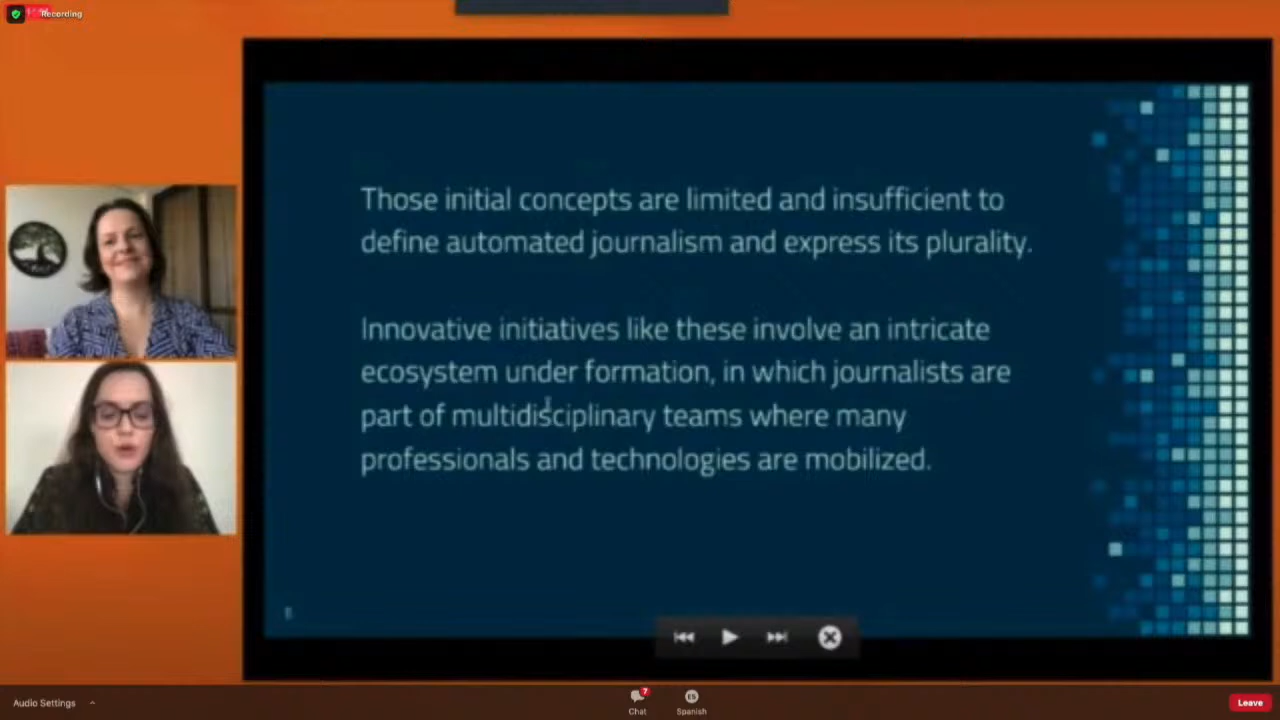 Recording
Those initial concepts are limited and insufficient to
define automated journalism and express its plurality.
Innovative initiatives like these involve an intricate
ecosystem under formation, in which journalists are
part of multidisciplinary teams where many
professionals and technologies are mobilized.
Audio Settings
7
Chat
ES
Spanish
Leave